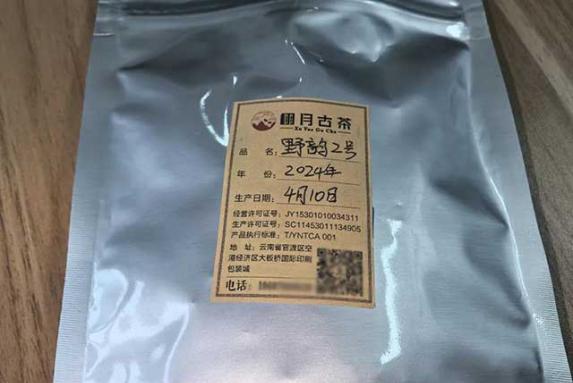 栩月古茶
Xu Yue Gu Cha
品 名: 野韵2号
年 份: 2024年
生产日期: 4月10日
经营许可证号: JY15301010034311
生产许可证号: SC11453011134905
产品执行标准: T/YNTCA 001
地 址: 云南省官渡区空
港经济区大板桥国际印刷
包装城
电话: